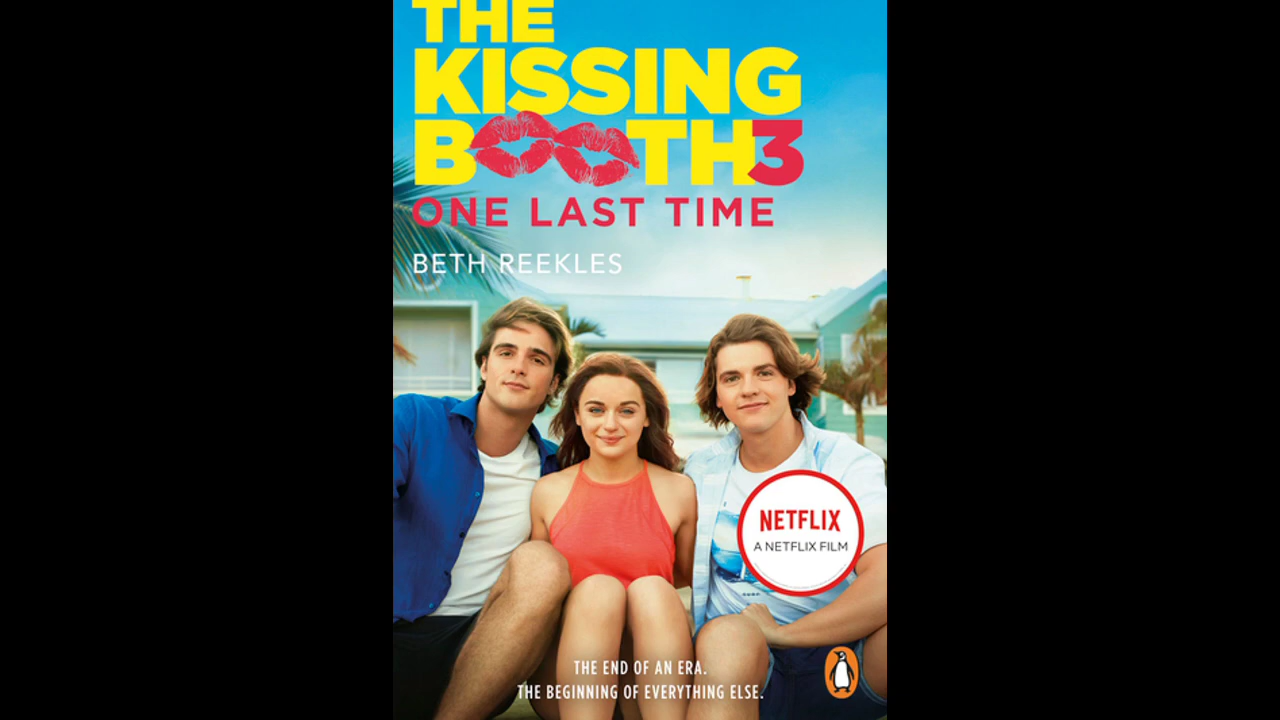 THE
KISSING
BOOTH3
ONE LAST TIME
BETH REEKLES
NETFLIX
A NETFLIX FILM
THE END OF AN ERA.
THE BEGINNING OF EVERYTHING ELSE.